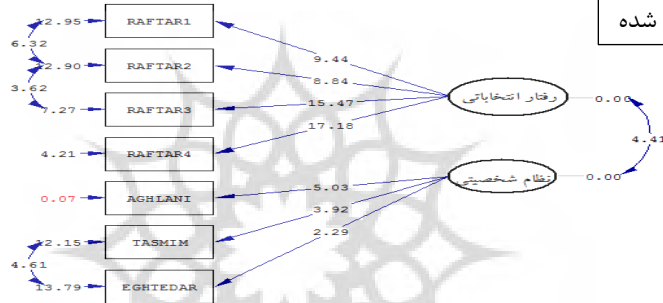 شده
12.95 RAFTAR1
6.32
12.90 RAFTAR2
3.62
7.27 RAFTAR3
4.21 RAFTAR4
0.07 AGHLANI
12.15 TASMIM
4.61
13.79 EGHTEDAR
9.44
8.84
15.47
17.18
رفتار انتخاباتی 0.00
4.41
5.03
3.92
2.29
نظام شخصیتی 0.00